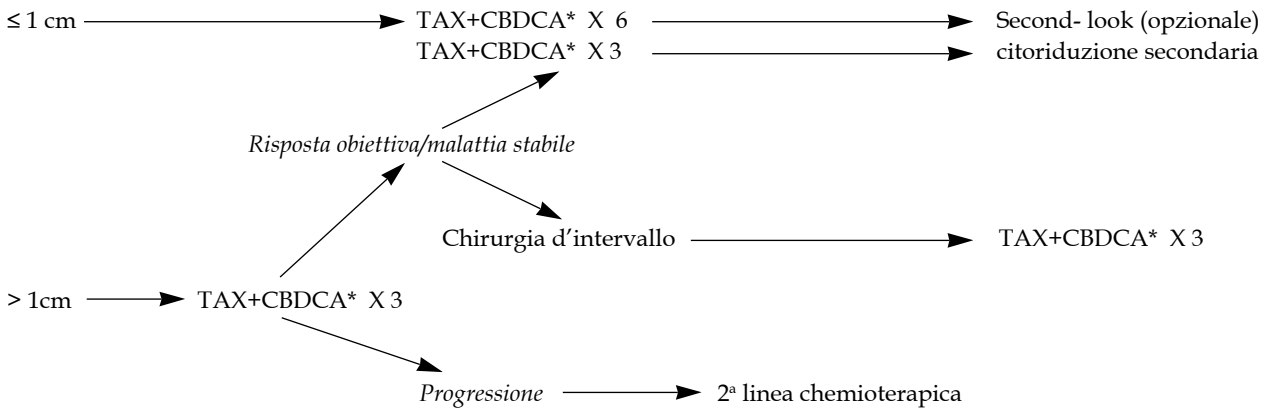 ≤ 1 cm TAX+CBDCA* X 6 Second- look (opzionale)
TAX+CBDCA* X 3 citoriduzione secondaria
Risposta obiettiva/malattia stabile
Chirurgia d’intervallo TAX+CBDCA* X 3
> 1cm TAX+CBDCA* X 3
Progressione 2ª linea chemioterapica